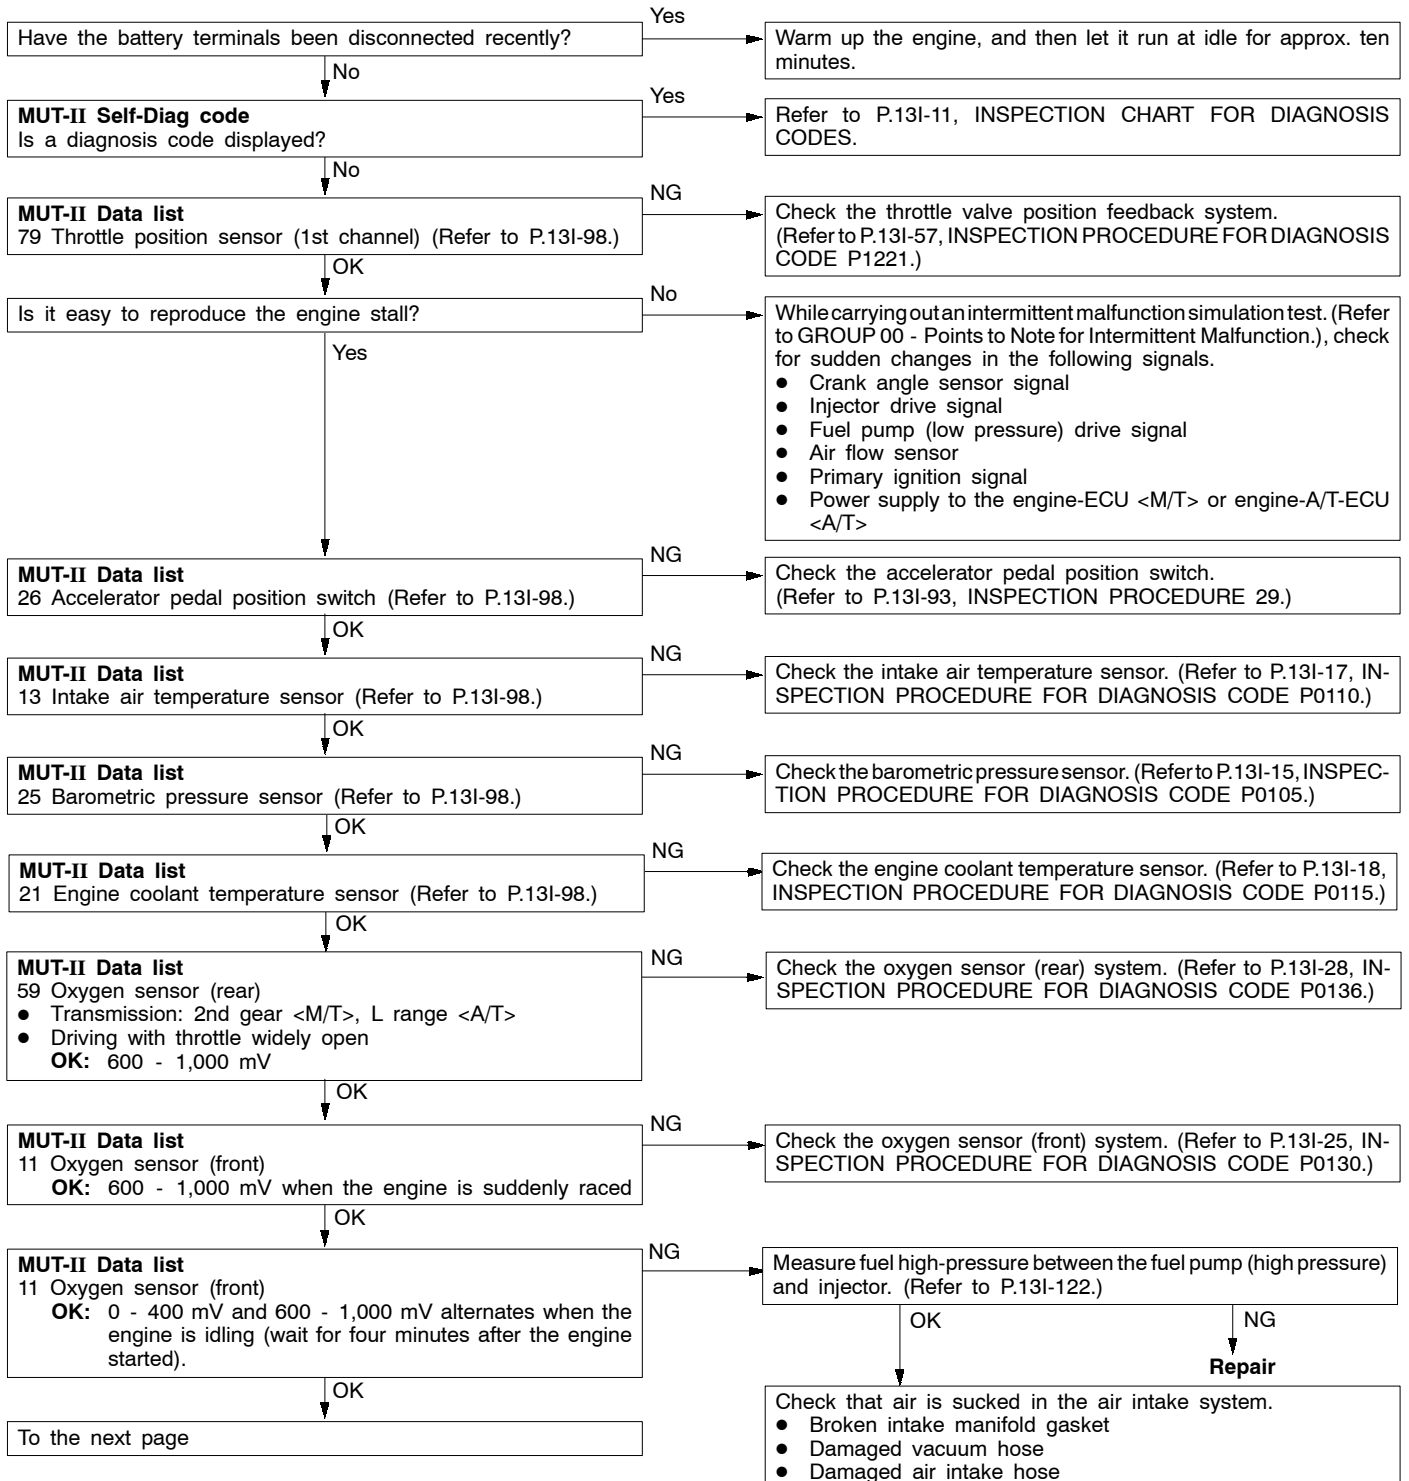 Have the battery terminals been disconnected recently?
Yes
Warm up the engine, and then let it run at idle for approx. ten
minutes.
No
MUT-II Self-Diag code
Is a diagnosis code displayed?
Yes
Refer to P.13I-11, INSPECTION CHART FOR DIAGNOSIS
CODES.
No
MUT-II Data list
79 Throttle position sensor (1st channel) (Refer to P.13I-98.)
NG
Check the throttle valve position feedback system.
(Refer to P.13I-57, INSPECTION PROCEDURE FOR DIAGNOSIS
CODE P1221.)
OK
Is it easy to reproduce the engine stall?
No
While carrying out an intermittent malfunction simulation test. (Refer
to GROUP 00 - Points to Note for Intermittent Malfunction.), check
for sudden changes in the following signals.
● Crank angle sensor signal
● Injector drive signal
● Fuel pump (low pressure) drive signal
● Air flow sensor
● Primary ignition signal
● Power supply to the engine-ECU <M/T> or engine-A/T-ECU
<A/T>
Yes
MUT-II Data list
26 Accelerator pedal position switch (Refer to P.13I-98.)
NG
Check the accelerator pedal position switch.
(Refer to P.13I-93, INSPECTION PROCEDURE 29.)
OK
MUT-II Data list
13 Intake air temperature sensor (Refer to P.13I-98.)
NG
Check the intake air temperature sensor. (Refer to P.13I-17, IN-
SPECTION PROCEDURE FOR DIAGNOSIS CODE P0110.)
OK
MUT-II Data list
25 Barometric pressure sensor (Refer to P.13I-98.)
NG
Check the barometric pressure sensor. (Refer to P.13I-15, INSPEC-
TION PROCEDURE FOR DIAGNOSIS CODE P0105.)
OK
MUT-II Data list
21 Engine coolant temperature sensor (Refer to P.13I-98.)
NG
Check the engine coolant temperature sensor. (Refer to P.13I-18,
INSPECTION PROCEDURE FOR DIAGNOSIS CODE P0115.)
OK
MUT-II Data list
59 Oxygen sensor (rear)
● Transmission: 2nd gear <M/T>, L range <A/T>
● Driving with throttle widely open
OK: 600 - 1,000 mV
NG
Check the oxygen sensor (rear) system. (Refer to P.13I-28, IN-
SPECTION PROCEDURE FOR DIAGNOSIS CODE P0136.)
OK
MUT-II Data list
11 Oxygen sensor (front)
OK: 600 - 1,000 mV when the engine is suddenly raced
NG
Check the oxygen sensor (front) system. (Refer to P.13I-25, IN-
SPECTION PROCEDURE FOR DIAGNOSIS CODE P0130.)
OK
MUT-II Data list
11 Oxygen sensor (front)
OK: 0 - 400 mV and 600 - 1,000 mV alternates when the
engine is idling (wait for four minutes after the engine
started).
NG
Measure fuel high-pressure between the fuel pump (high pressure)
and injector. (Refer to P.13I-122.)
OK
NG
Repair
OK
To the next page
Check that air is sucked in the air intake system.
● Broken intake manifold gasket
● Damaged vacuum hose
● Damaged air intake hose